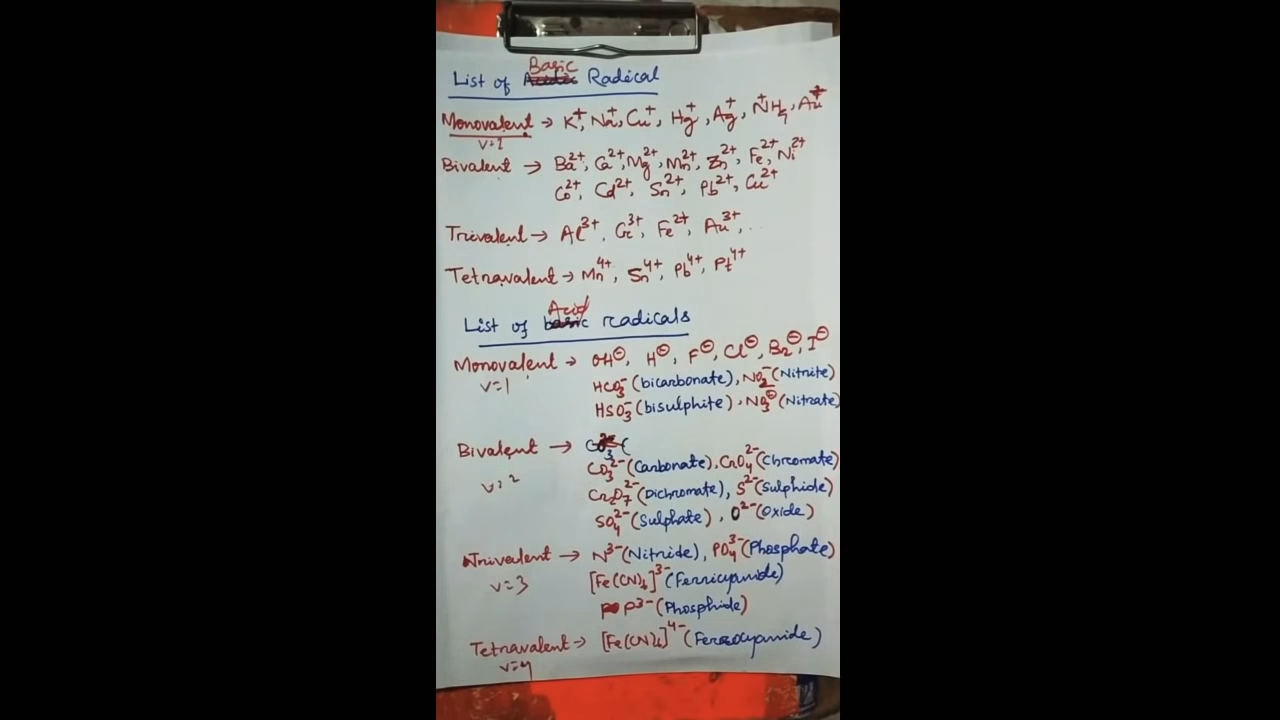 List of Basic Radical
Monovalent → K⁺, Na⁺, Cu⁺, Hg⁺, Ag⁺, N⁺H₄, Au⁺
V=1
Bivalent → Ba²⁺, Ca²⁺, Mg²⁺, Mn²⁺, Zn²⁺, Fe²⁺, Ni²⁺
Co²⁺, Cd²⁺, Sn²⁺, Pb²⁺, Cu²⁺
Trivalent → Al³⁺, Cr³⁺, Fe²⁺, Au³⁺, ...
Tetravalent → Mn⁴⁺, Sn⁴⁺, Pb⁴⁺, Pt⁴⁺
List of Acid radicals
Monovalent → OH⊖, H⊖, F⊖, Cl⊖, Br⊖, I⊖
V=1
HCO₃⁻ (bicarbonate), NO₂⁻ (Nitrite)
HSO₃⁻ (bisulphite), NO₃⊖ (Nitrate)
Bivalent →
V=2
CO₃²⁻ (Carbonate), CrO₄²⁻ (Chromate)
Cr₂O₇²⁻ (Dichromate), S²⁻ (Sulphide)
SO₄²⁻ (Sulphate), O²⁻ (Oxide)
Trivalent → N³⁻ (Nitride), PO₄³⁻ (Phosphate)
V=3
[Fe(CN)₆]³⁻ (Ferricyanide)
P³⁻ (Phosphide)
Tetravalent → [Fe(CN)₆]⁴⁻ (Ferrocyanide)
V=4